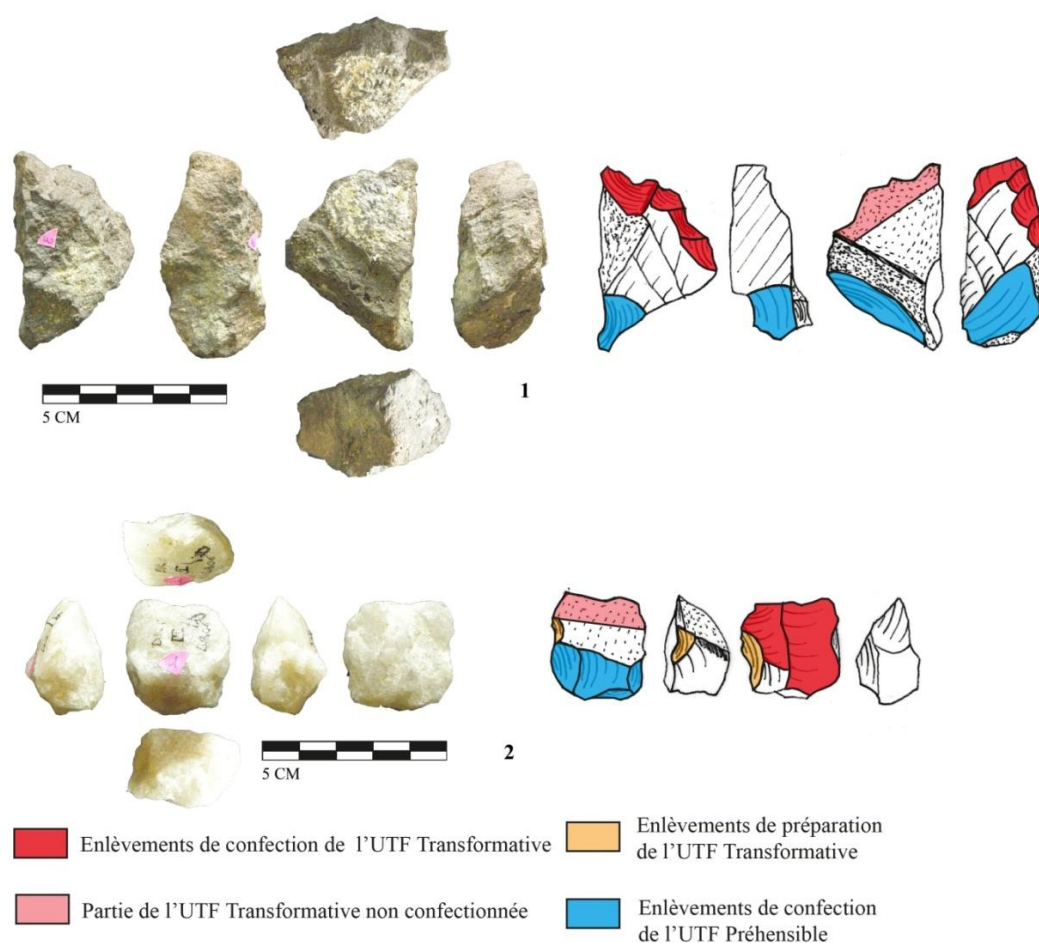 1
5 CM
2
5 CM
Enlèvements de confection de l'UTF Transformative
Enlèvements de préparation
de l'UTF Transformative
Partie de l'UTF Transformative non confectionnée
Enlèvements de confection
de l'UTF Préhensible